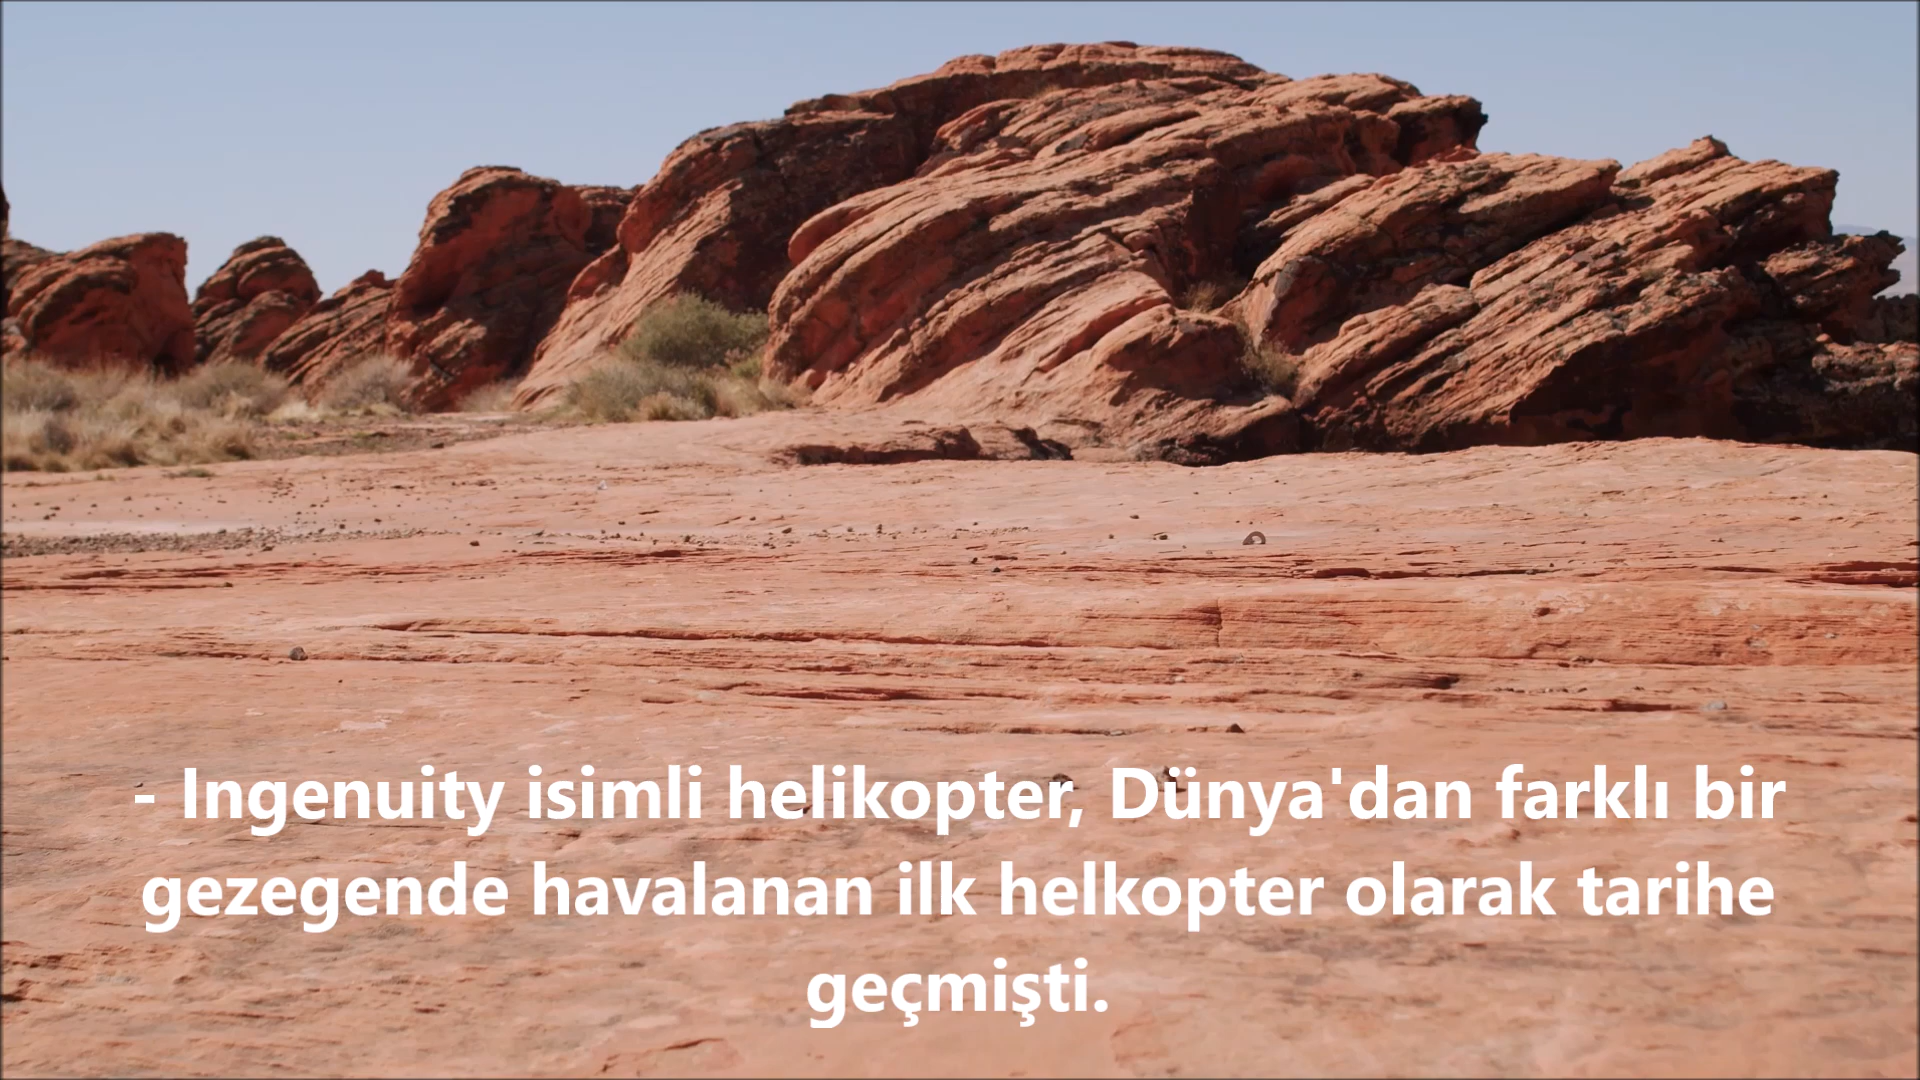 - Ingenuity isimli helikopter, Dünya'dan farklı bir
gezegende havalanan ilk helkopter olarak tarihe
geçmişti.